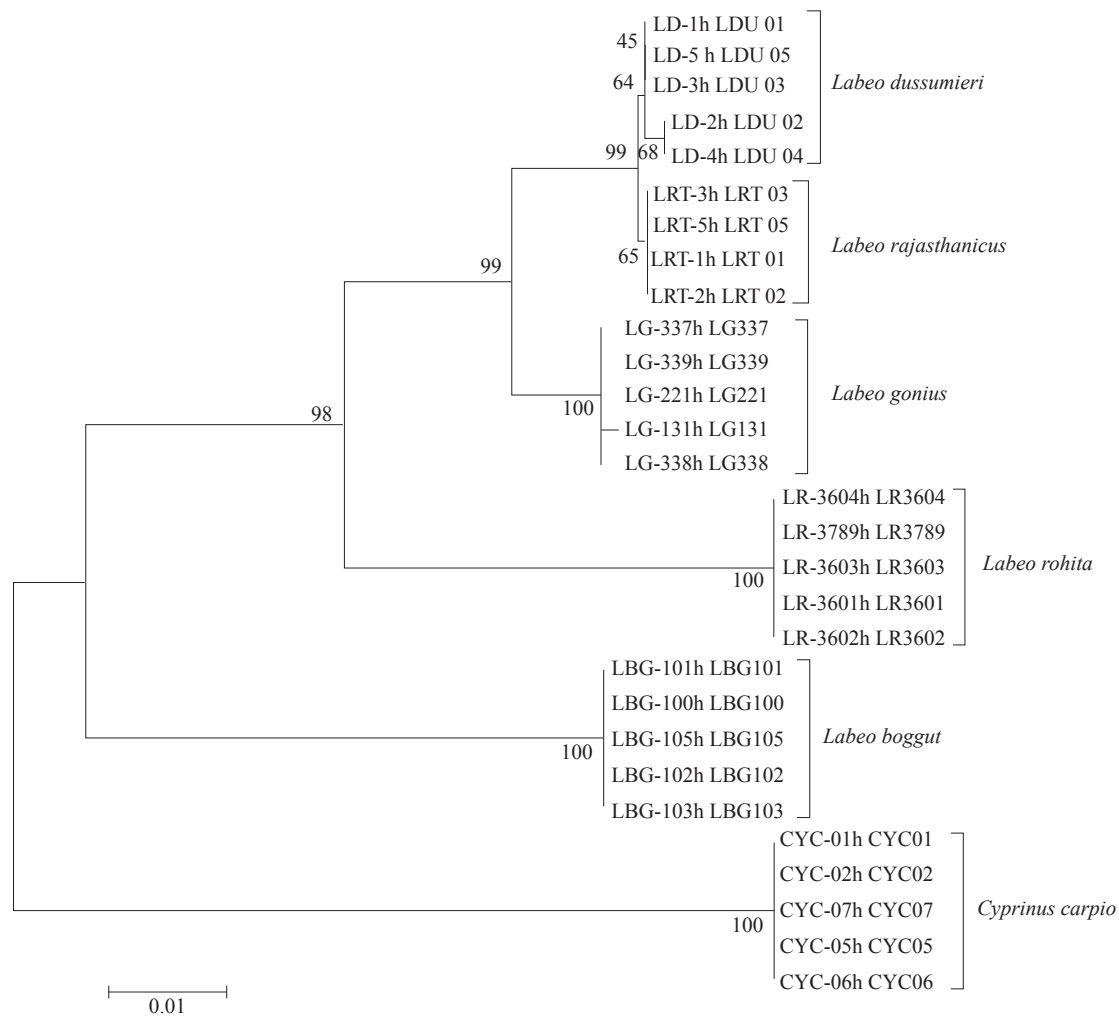 LD-1h LDU 01
45
LD-5 h LDU 05
64
LD-3h LDU 03
Labeo dussumieri
LD-2h LDU 02
99
68
LD-4h LDU 04
LRT-3h LRT 03
LRT-5h LRT 05
Labeo rajasthanicus
65
LRT-1h LRT 01
99
LRT-2h LRT 02
LG-337h LG337
LG-339h LG339
LG-221h LG221
Labeo gonius
100
98
LG-131h LG131
LG-338h LG338
LR-3604h LR3604
LR-3789h LR3789
LR-3603h LR3603
Labeo rohita
100
LR-3601h LR3601
LR-3602h LR3602
LBG-101h LBG101
LBG-100h LBG100
LBG-105h LBG105
Labeo boggut
100
LBG-102h LBG102
LBG-103h LBG103
CYC-01h CYC01
CYC-02h CYC02
CYC-07h CYC07
Cyprinus carpio
100
CYC-05h CYC05
CYC-06h CYC06
0.01